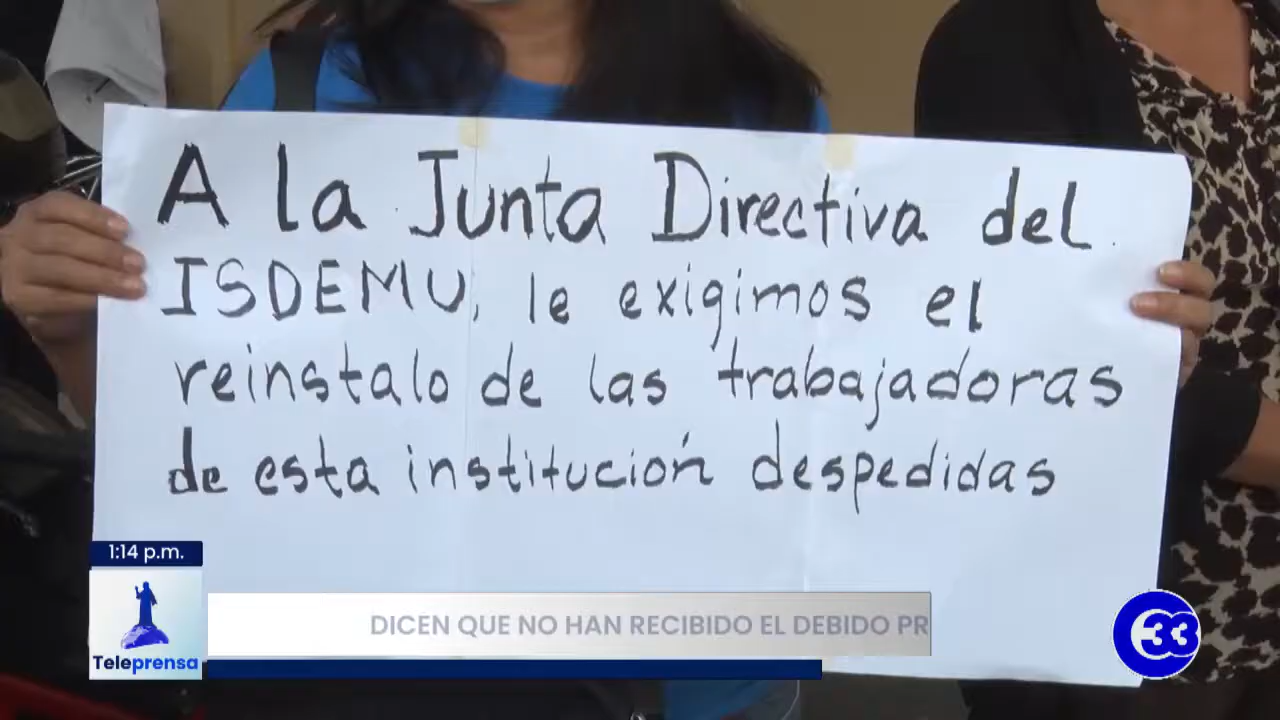 A la Junta Directiva del
ISDEMU, le exigimos el
reinstalo de las trabajadoras
de esta institución despedidas
1:14 p.m.
DICEN QUE NO HAN RECIBIDO EL DEBIDO PR
Teleprensa
33